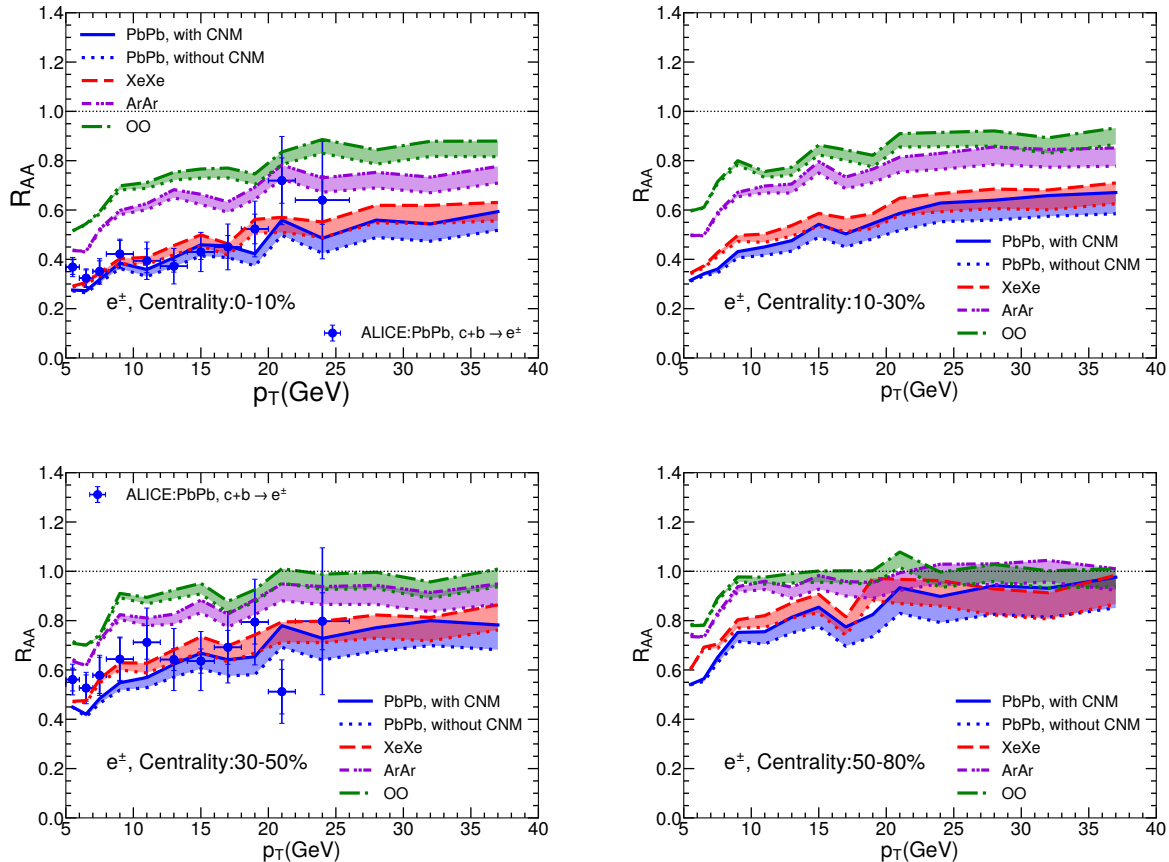 1.4
1.2
1.0
0.8
0.6
0.4
0.2
0.0
R_AA
PbPb, with CNM
PbPb, without CNM
XeXe
ArAr
OO
e±, Centrality:0-10%
ALICE:PbPb, c+b→e±
5 10 15 20 25 30 35 40
p_T(GeV)
1.4
1.2
1.0
0.8
0.6
0.4
0.2
0.0
R_AA
PbPb, with CNM
PbPb, without CNM
XeXe
ArAr
OO
e±, Centrality:10-30%
5 10 15 20 25 30 35 40
p_T(GeV)
1.4
1.2
1.0
0.8
0.6
0.4
0.2
0.0
R_AA
ALICE:PbPb, c+b→e±
PbPb, with CNM
PbPb, without CNM
XeXe
ArAr
OO
e±, Centrality:30-50%
5 10 15 20 25 30 35 40
p_T(GeV)
1.4
1.2
1.0
0.8
0.6
0.4
0.2
0.0
R_AA
PbPb, with CNM
PbPb, without CNM
XeXe
ArAr
OO
e±, Centrality:50-80%
5 10 15 20 25 30 35 40
p_T(GeV)